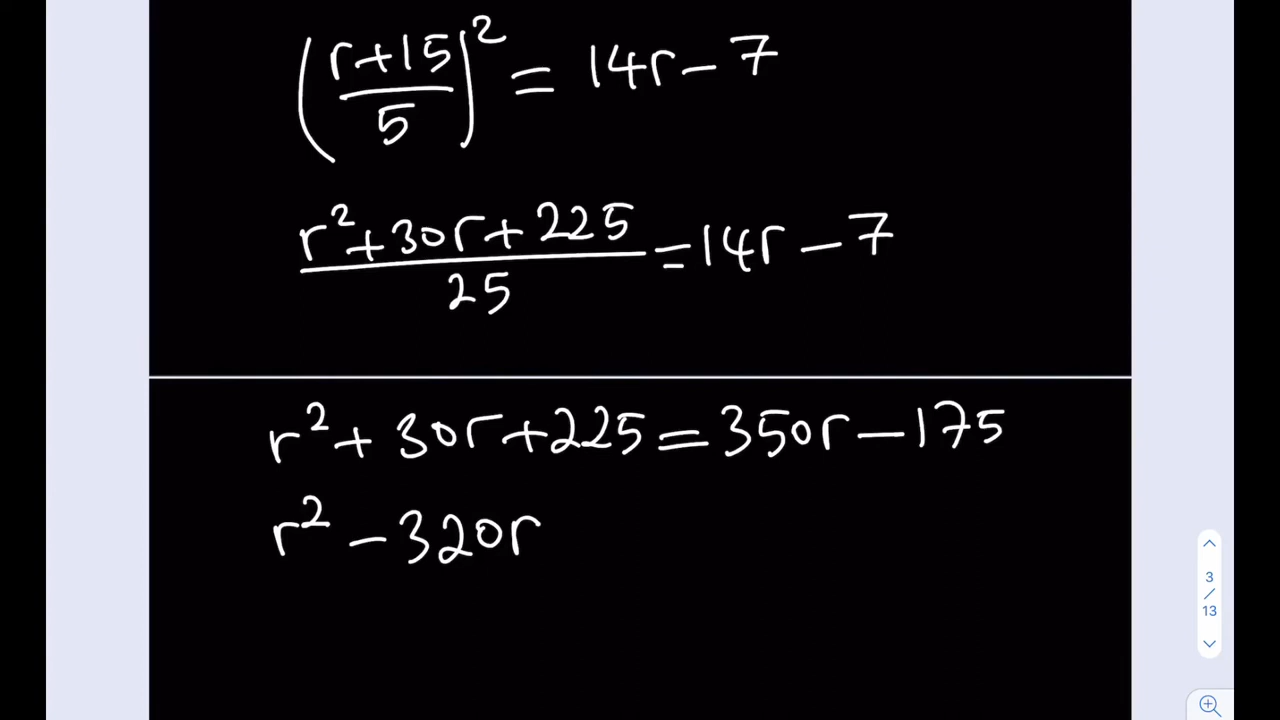 (r+15/5)² = 14r - 7
r²+30r+225/25 = 14r - 7
r² + 30r + 225 = 350r - 175
r² - 320r
3
/
13